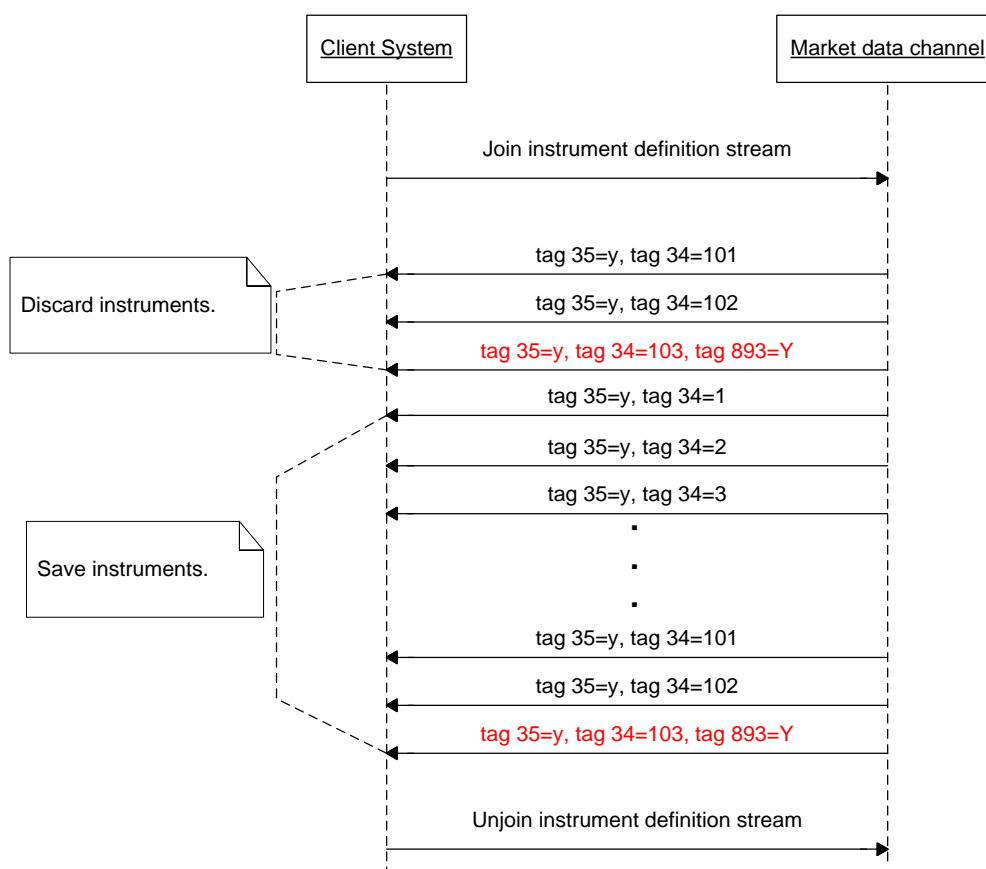 Client System
Market data channel
Join instrument definition stream
tag 35=y, tag 34=101
Discard instruments.
tag 35=y, tag 34=102
tag 35=y, tag 34=103, tag 893=Y
tag 35=y, tag 34=1
tag 35=y, tag 34=2
tag 35=y, tag 34=3
Save instruments.
tag 35=y, tag 34=101
tag 35=y, tag 34=102
tag 35=y, tag 34=103, tag 893=Y
Unjoin instrument definition stream